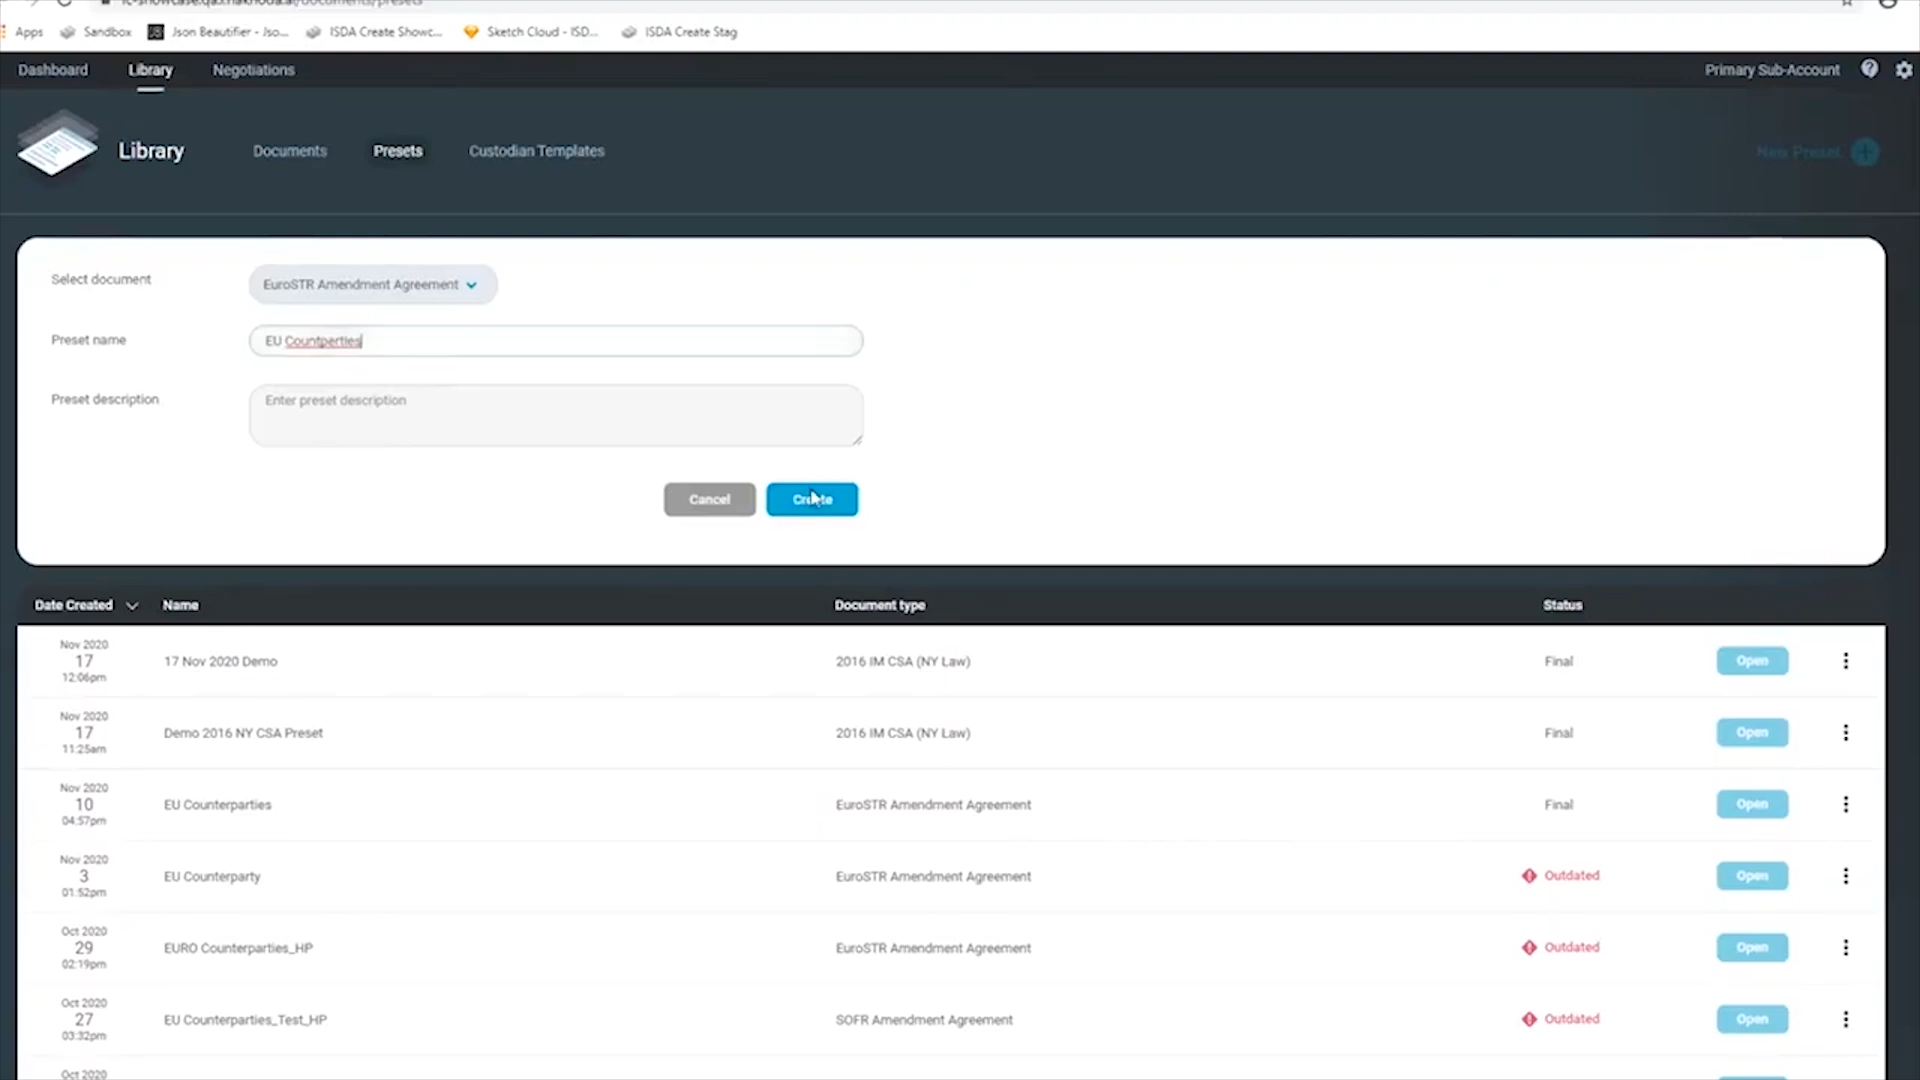 Apps Sandbox Json Beautifier - Jso... ISDA Create Showc... Sketch Cloud - ISD... ISDA Create Stag
Dashboard Library Negotiations Primary Sub-Account
Library Documents Presets Custodian Templates New Preset
Select document EuroSTR Amendment Agreement
Preset name EU Countperties
Preset description Enter preset description
Cancel Create
Date Created Name Document type Status
Nov 2020
17
12:06pm
17 Nov 2020 Demo 2016 IM CSA (NY Law) Final Open
Nov 2020
17
11:25am
Demo 2016 NY CSA Preset 2016 IM CSA (NY Law) Final Open
Nov 2020
10
04:57pm
EU Counterparties EuroSTR Amendment Agreement Final Open
Nov 2020
3
01:52pm
EU Counterparty EuroSTR Amendment Agreement Outdated Open
Oct 2020
29
02:19pm
EURO Counterparties_HP EuroSTR Amendment Agreement Outdated Open
Oct 2020
27
03:32pm
EU Counterparties_Test_HP SOFR Amendment Agreement Outdated Open
Oct 2020